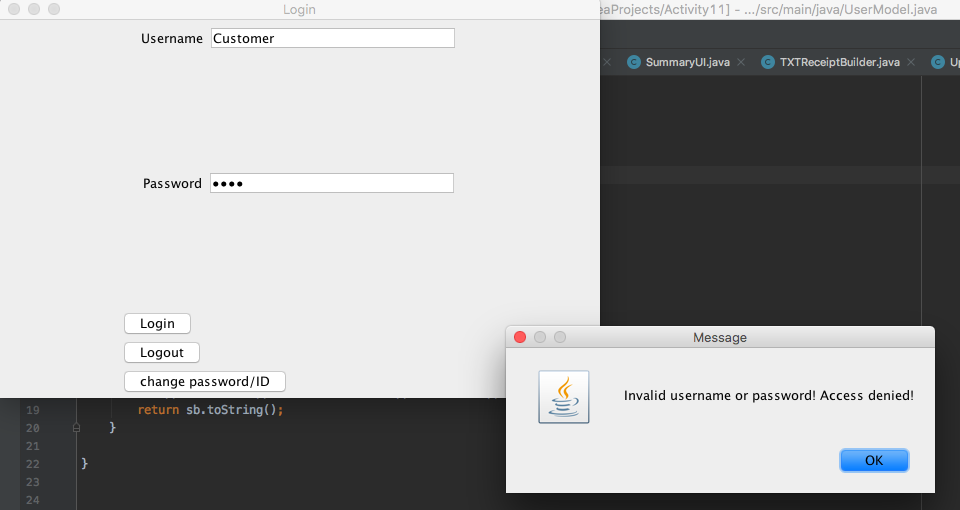 Login
eaProjects/Activity11] - .../src/main/java/UserModel.java
Username Customer
SummaryUI.java
TXTReceiptBuilder.java
Up
Password ••••
Login
Logout
change password/ID
Message
Invalid username or password! Access denied!
OK
19 return sb.toString();
20 }
21
22 }
23
24